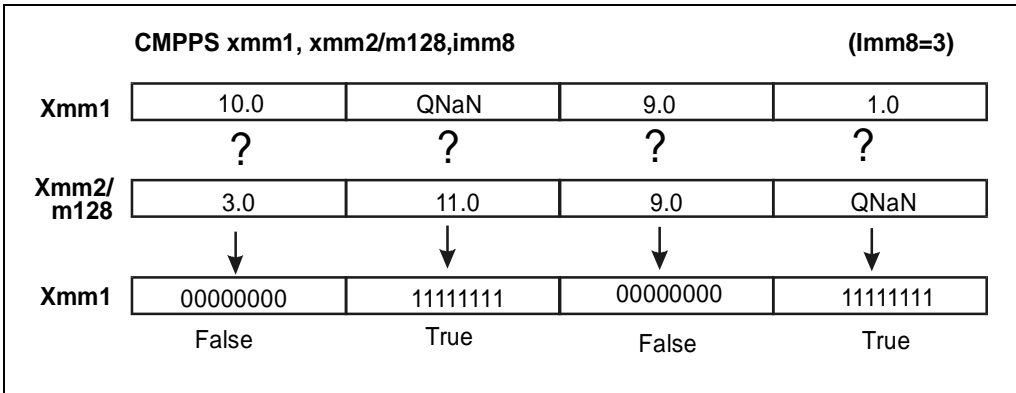 CMPPS xmm1, xmm2/m128,imm8 (Imm8=3)
Xmm1 10.0 QNaN 9.0 1.0
? ? ? ?
Xmm2/
m128 3.0 11.0 9.0 QNaN
Xmm1 00000000 11111111 00000000 11111111
False True False True